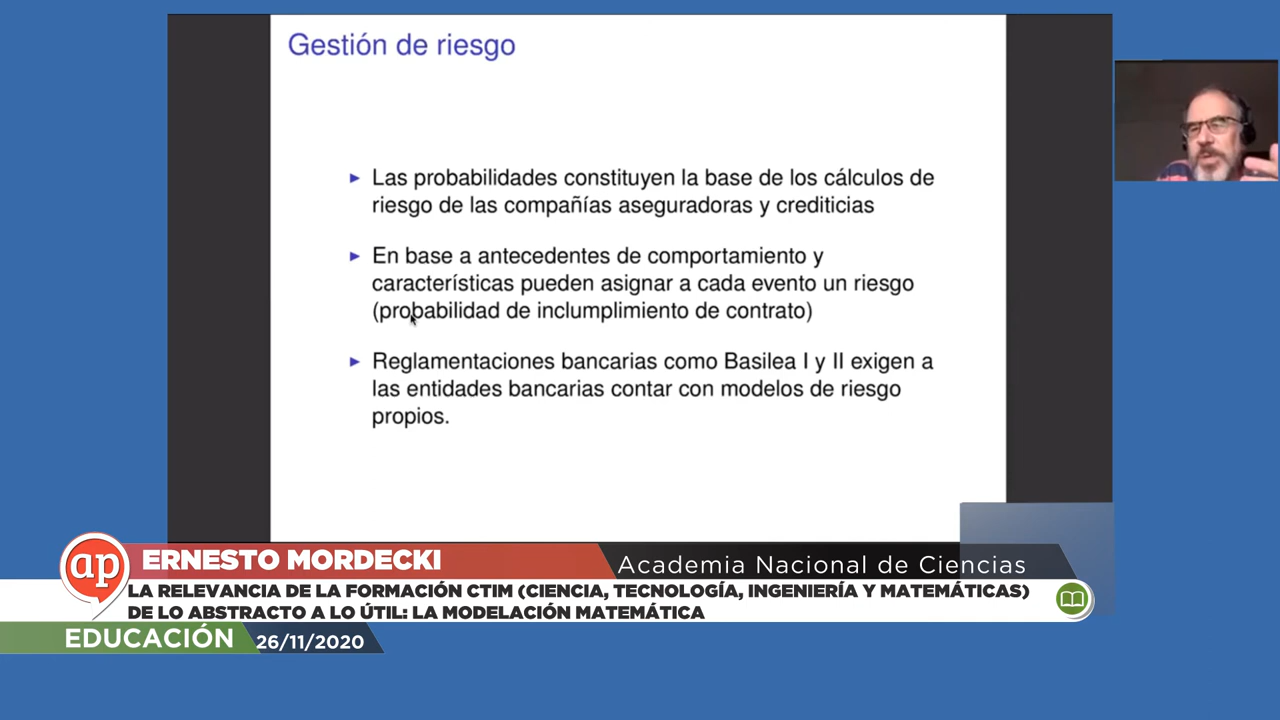 Gestión de riesgo
Las probabilidades constituyen la base de los cálculos de
riesgo de las compañías aseguradoras y crediticias
En base a antecedentes de comportamiento y
características pueden asignar a cada evento un riesgo
(probabilidad de inclumplimiento de contrato)
Reglamentaciones bancarias como Basilea I y II exigen a
las entidades bancarias contar con modelos de riesgo
propios.
ap
ERNESTO MORDECKI
Academia Nacional de Ciencias
LA RELEVANCIA DE LA FORMACIÓN CTIM (CIENCIA, TECNOLOGÍA, INGENIERÍA Y MATEMÁTICAS)
DE LO ABSTRACTO A LO ÚTIL: LA MODELACIÓN MATEMÁTICA
EDUCACIÓN 26/11/2020